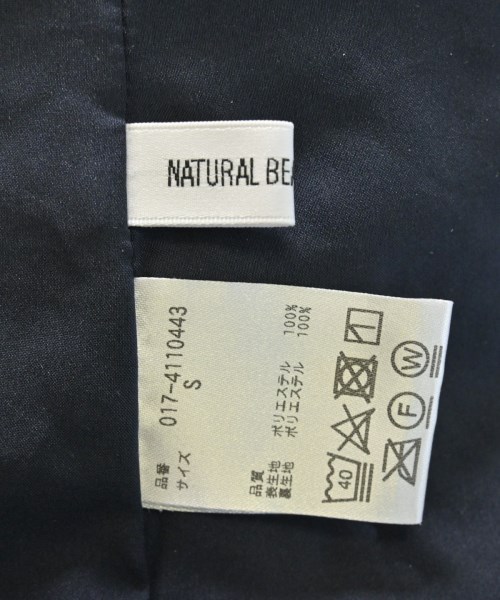 NATURAL BEA
品番 017-4110443
サイズ S
品質
表生地 ポリエステル 100%
裏生地 ポリエステル 100%
40
F
W